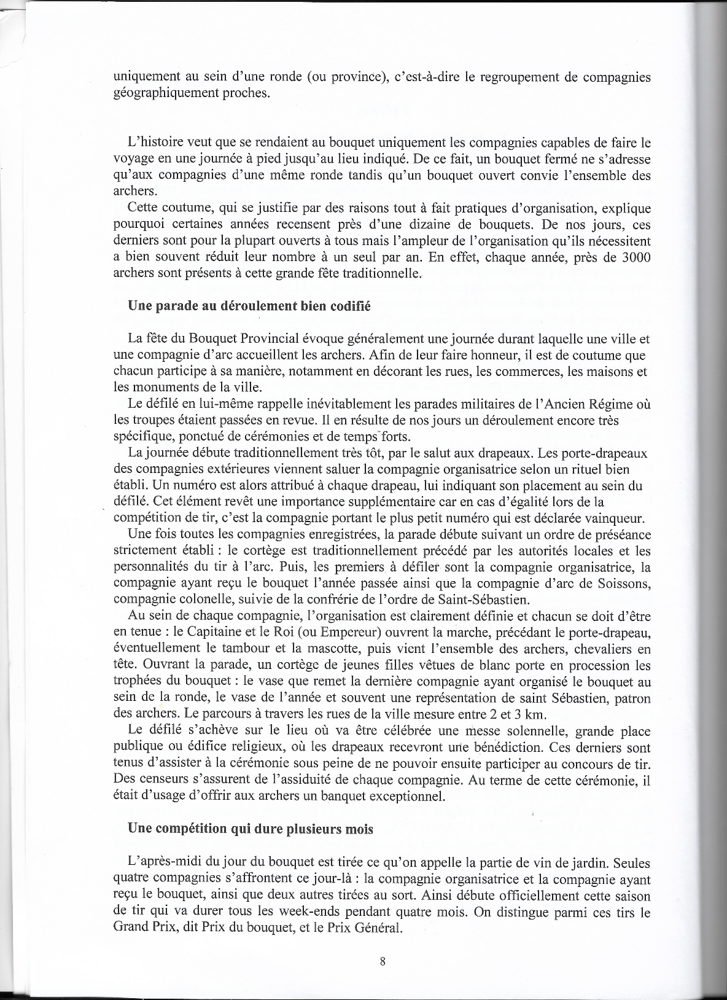 uniquement au sein d'une ronde (ou province), c'est-à-dire le regroupement de compagnies
géographiquement proches.
L'histoire veut que se rendaient au bouquet uniquement les compagnies capables de faire le
voyage en une journée à pied jusqu'au lieu indiqué. De ce fait, un bouquet fermé ne s'adresse
qu'aux compagnies d'une même ronde tandis qu'un bouquet ouvert convie l'ensemble des
archers.
Cette coutume, qui se justifie par des raisons tout à fait pratiques d'organisation, explique
pourquoi certaines années recensent près d'une dizaine de bouquets. De nos jours, ces
derniers sont pour la plupart ouverts à tous mais l'ampleur de l'organisation qu'ils nécessitent
a bien souvent réduit leur nombre à un seul par an. En effet, chaque année, près de 3000
archers sont présents à cette grande fête traditionnelle.
Une parade au déroulement bien codifié
La fête du Bouquet Provincial évoque généralement une journée durant laquelle une ville et
une compagnie d'arc accueillent les archers. Afin de leur faire honneur, il est de coutume que
chacun participe à sa manière, notamment en décorant les rues, les commerces, les maisons et
les monuments de la ville.
Le défilé en lui-même rappelle inévitablement les parades militaires de l'Ancien Régime où
les troupes étaient passées en revue. Il en résulte de nos jours un déroulement encore très
spécifique, ponctué de cérémonies et de temps forts.
La journée débute traditionnellement très tôt, par le salut aux drapeaux. Les porte-drapeaux
des compagnies extérieures viennent saluer la compagnie organisatrice selon un rituel bien
établi. Un numéro est alors attribué à chaque drapeau, lui indiquant son placement au sein du
défilé. Cet élément revêt une importance supplémentaire car en cas d'égalité lors de la
compétition de tir, c'est la compagnie portant le plus petit numéro qui est déclarée vainqueur.
Une fois toutes les compagnies enregistrées, la parade débute suivant un ordre de préséance
strictement établi : le cortège est traditionnellement précédé par les autorités locales et les
personnalités du tir à l'arc. Puis, les premiers à défiler sont la compagnie organisatrice, la
compagnie ayant reçu le bouquet l'année passée ainsi que la compagnie d'arc de Soissons,
compagnie colonelle, suivie de la confrérie de l'ordre de Saint-Sébastien.
Au sein de chaque compagnie, l'organisation est clairement définie et chacun se doit d'être
en tenue : le Capitaine et le Roi (ou Empereur) ouvrent la marche, précédant le porte-drapeau,
éventuellement le tambour et la mascotte, puis vient l'ensemble des archers, chevaliers en
tête. Ouvrant la parade, un cortège de jeunes filles vêtues de blanc porte en procession les
trophées du bouquet : le vase que remet la dernière compagnie ayant organisé le bouquet au
sein de la ronde, le vase de l'année et souvent une représentation de saint Sébastien, patron
des archers. Le parcours à travers les rues de la ville mesure entre 2 et 3 km.
Le défilé s'achève sur le lieu où va être célébrée une messe solennelle, grande place
publique ou édifice religieux, où les drapeaux recevront une bénédiction. Ces derniers sont
tenus d'assister à la cérémonie sous peine de ne pouvoir ensuite participer au concours de tir.
Des censeurs s'assurent de l'assiduité de chaque compagnie. Au terme de cette cérémonie, il
était d'usage d'offrir aux archers un banquet exceptionnel.
Une compétition qui dure plusieurs mois
L'après-midi du jour du bouquet est tirée ce qu'on appelle la partie de vin de jardin. Seules
quatre compagnies s'affrontent ce jour-là : la compagnie organisatrice et la compagnie ayant
reçu le bouquet, ainsi que deux autres tirées au sort. Ainsi débute officiellement cette saison
de tir qui va durer tous les week-ends pendant quatre mois. On distingue parmi ces tirs le
Grand Prix, dit Prix du bouquet, et le Prix Général.
8